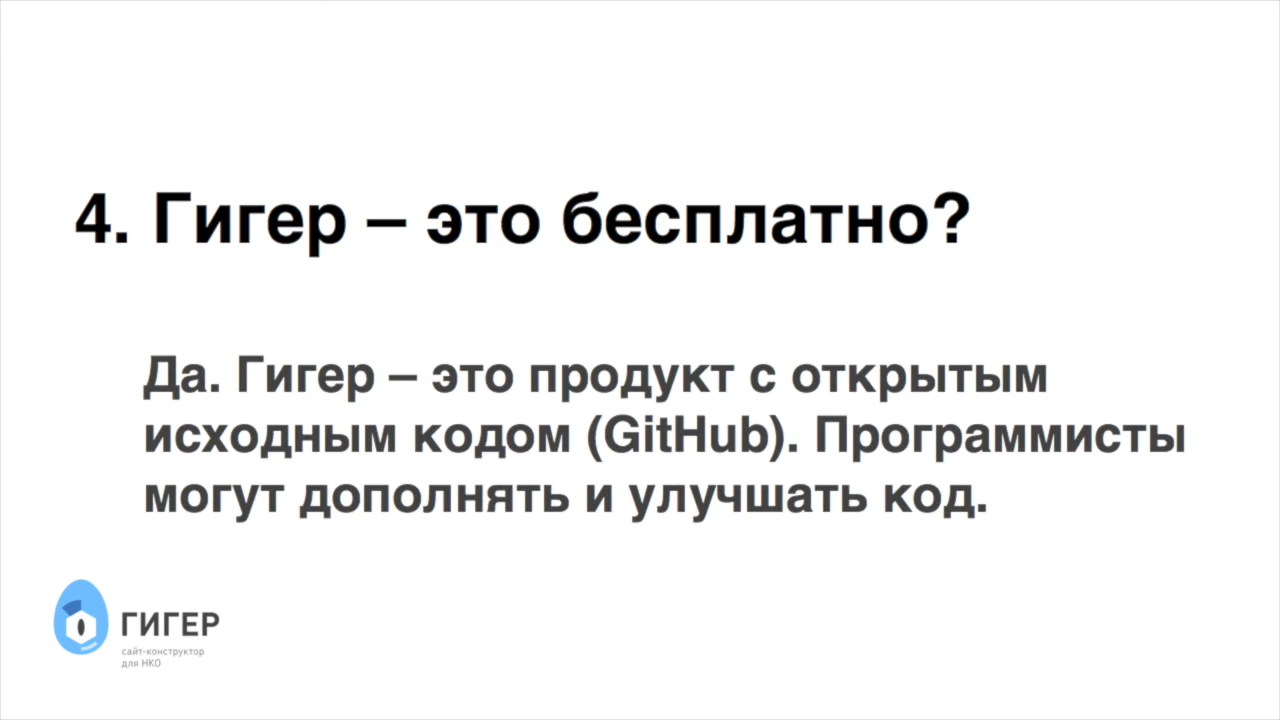 4. Гигер – это бесплатно?
Да. Гигер – это продукт с открытым
исходным кодом (GitHub). Программисты
могут дополнять и улучшать код.
ГИГЕР
сайт-конструктор
для НКО